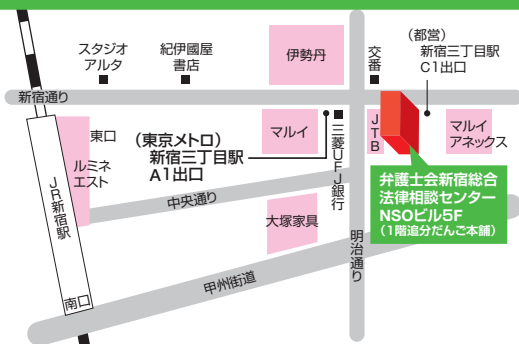 スタジオ
アルタ
紀伊國屋
書店
伊勢丹
交番
（都営）
新宿三丁目駅
C1出口
新宿通り
東口
ルミネ
エスト
JR新宿駅
南口
（東京メトロ）
新宿三丁目駅
A1出口
マルイ
三菱UFJ銀行
JTB
マルイ
アネックス
中央通り
大塚家具
明治通り
甲州街道
弁護士会新宿総合
法律相談センター
NSOビル5F
（1階追分だんご本舗）